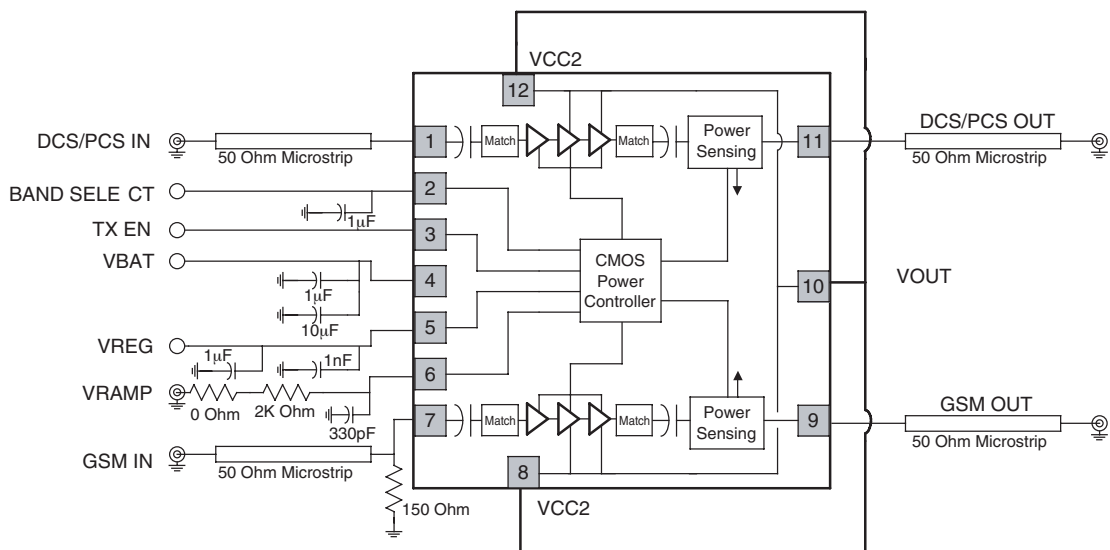 VCC2
12
DCS/PCS IN
50 Ohm Microstrip
1
Match
Match
Power
Sensing
11
DCS/PCS OUT
50 Ohm Microstrip
BAND SELE CT
2
1µF
TX EN
3
VBAT
4
1µF
10µF
CMOS
Power
Controller
10
VOUT
5
VREG
1µF
1nF
6
VRAMP
0 Ohm
2K Ohm
330pF
7
Match
Match
Power
Sensing
9
GSM OUT
50 Ohm Microstrip
GSM IN
50 Ohm Microstrip
8
150 Ohm
VCC2